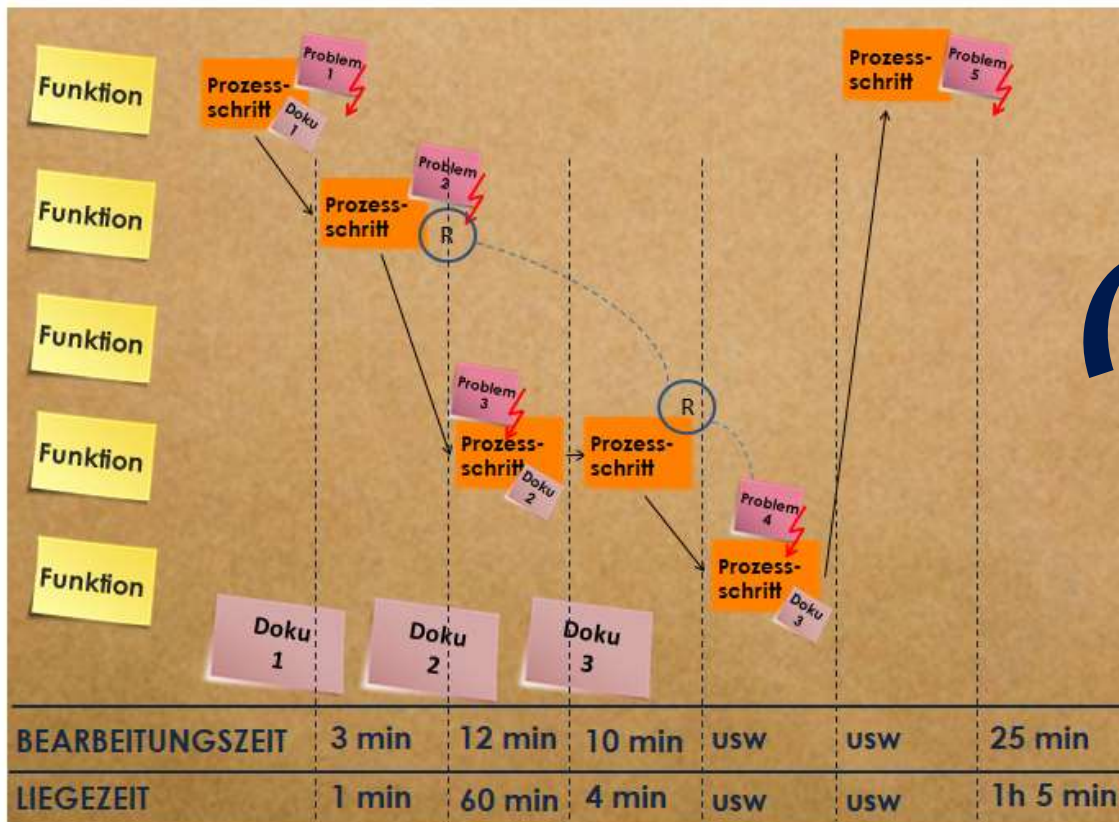 Funktion
Prozess-
schritt
Problem
1
Doku
1
Prozess-
schritt
Problem
5
Funktion
Prozess-
schritt
Problem
2
R
Funktion
R
Funktion
Problem
3
Prozess-
schritt
Doku
2
Prozess-
schritt
Funktion
Problem
4
Prozess-
schritt
Doku
3
Doku
1
Doku
2
Doku
3
BEARBEITUNGSZEIT 3 min 12 min 10 min usw usw 25 min
LIEGEZEIT 1 min 60 min 4 min usw usw 1h 5 min